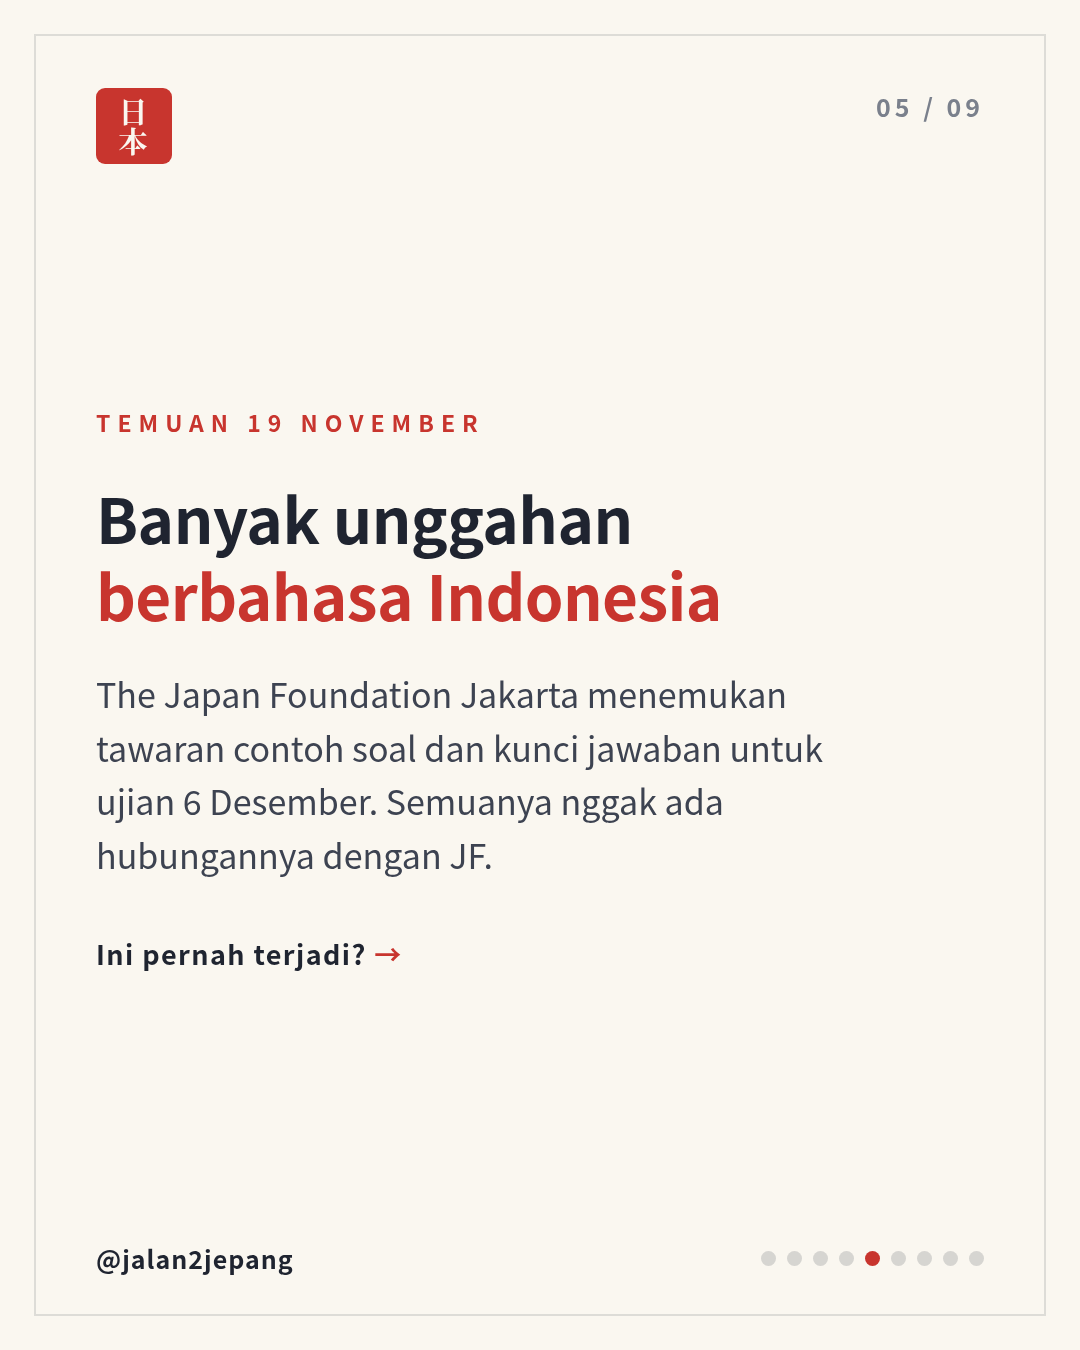 日
本
05 / 09
TEMUAN 19 NOVEMBER
Banyak unggahan
berbahasa Indonesia
The Japan Foundation Jakarta menemukan
tawaran contoh soal dan kunci jawaban untuk
ujian 6 Desember. Semuanya nggak ada
hubungannya dengan JF.
Ini pernah terjadi? →
@jalan2jepang